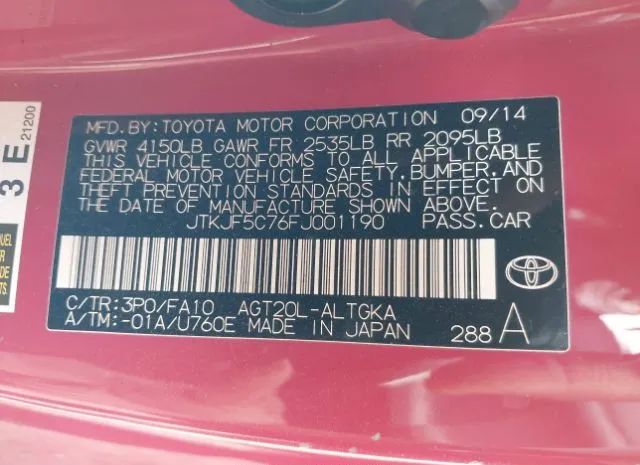 MFD. BY: TOYOTA MOTOR CORPORATION 09/14
GVWR 4150LB GAWR FR 2535LB RR 2095LB
THIS VEHICLE CONFORMS TO ALL APPLICABLE
FEDERAL MOTOR VEHICLE SAFETY, BUMPER, AND
THEFT PREVENTION STANDARDS IN EFFECT ON
THE DATE OF MANUFACTURE SHOWN ABOVE.
JTKJF5C76FJ001190 PASS.CAR
C/TR:3P0/FA10 AGT20L-ALTGKA
A/TM:-01A/U760E MADE IN JAPAN 288 A
3 E
21200